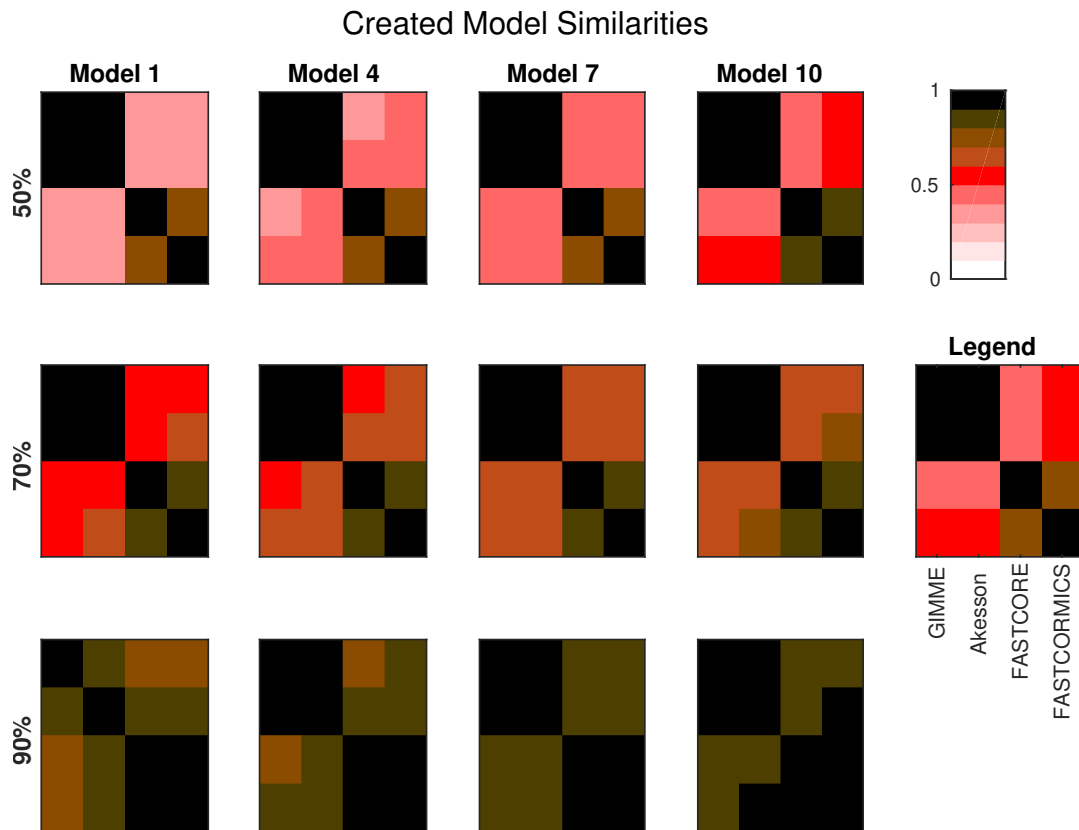 Created Model Similarities
Model 1
Model 4
Model 7
Model 10
1
0.5
0
50%
70%
90%
Legend
GIMME
Akesson
FASTCORE
FASTCORMICS